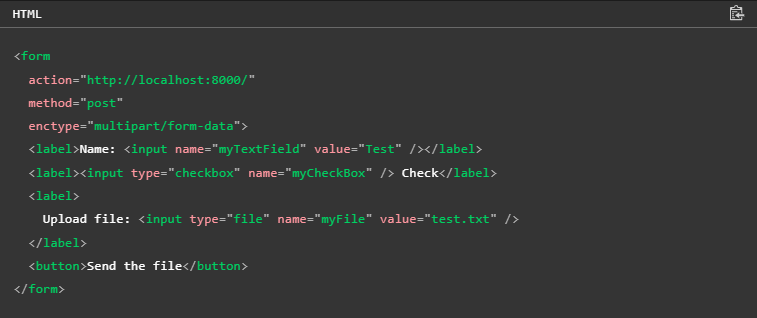 HTML
<form
  action="http://localhost:8000/"
  method="post"
  enctype="multipart/form-data">
  <label>Name: <input name="myTextField" value="Test" /></label>
  <label><input type="checkbox" name="myCheckBox" /> Check</label>
  <label>
    Upload file: <input type="file" name="myFile" value="test.txt" />
  </label>
  <button>Send the file</button>
</form>